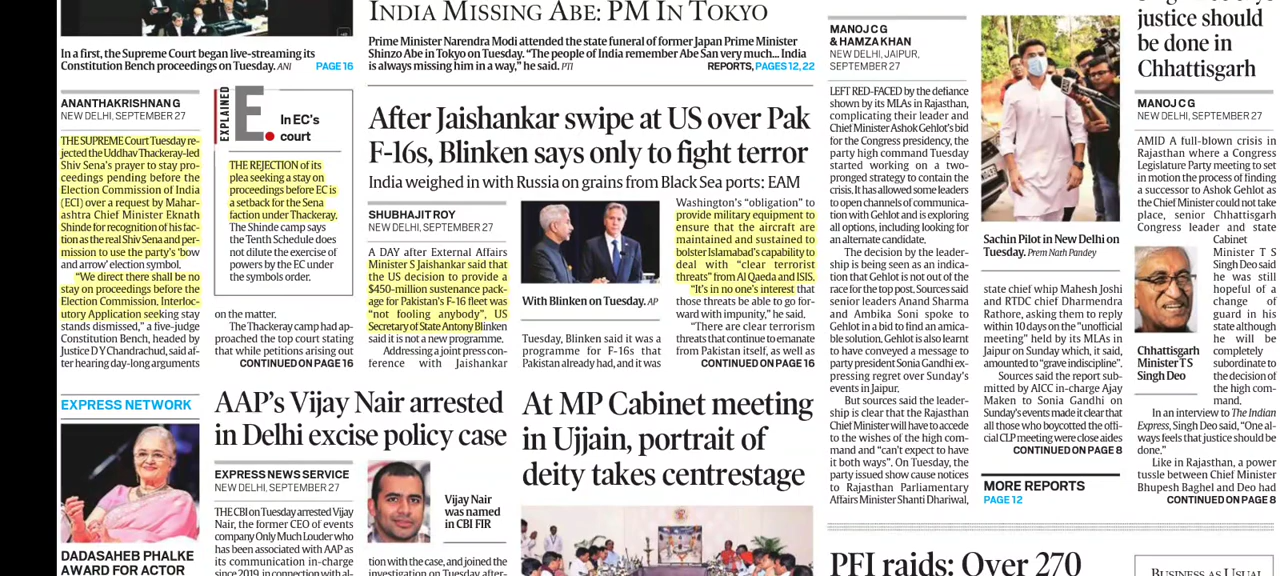 INDIA MISSING ABE: PM IN TOKYO
In a first, the Supreme Court began live-streaming its
Constitution Bench proceedings on Tuesday. ANI PAGE 16
Prime Minister Narendra Modi attended the state funeral of former Japan Prime Minister
Shinzo Abe in Tokyo on Tuesday. “The people of India remember Abe San very much... India
is always missing him in a way,” he said. PTI REPORTS, PAGES 12, 22
ANANTHAKRISHNAN G
NEW DELHI, SEPTEMBER 27
THE SUPREME Court Tuesday re-
jected the Uddhav Thackeray-led
Shiv Sena's prayer to stay pro-
ceedings pending before the
Election Commission of India
(ECI) over a request by Mahar-
ashtra Chief Minister Eknath
Shinde for recognition of his fac-
tion as the real Shiv Sena and per-
mission to use the party's ‘bow
and arrow’ election symbol.
“We direct there shall be no
stay on proceedings before the
Election Commission. Interloc-
utory Application seeking stay
stands dismissed,” a five-judge
Constitution Bench, headed by
Justice D Y Chandrachud, said af-
ter hearing day-long arguments
EXPLAINED
E.
In EC's
court
THE REJECTION of its
plea seeking a stay on
proceedings before EC is
a setback for the Sena
faction under Thackeray.
The Shinde camp says
the Tenth Schedule does
not dilute the exercise of
powers by the EC under
the symbols order.
on the matter.
The Thackeray camp had ap-
proached the top court stating
that while petitions arising out
CONTINUED ON PAGE 16
After Jaishankar swipe at US over Pak
F-16s, Blinken says only to fight terror
India weighed in with Russia on grains from Black Sea ports: EAM
SHUBHAJIT ROY
NEW DELHI, SEPTEMBER 27
A DAY after External Affairs
Minister S Jaishankar said that
the US decision to provide a
$450-million sustenance pack-
age for Pakistan's F-16 fleet was
“not fooling anybody”, US
Secretary of State Antony Blinken
said it is not a new programme.
Addressing a joint press con-
ference with Jaishankar
With Blinken on Tuesday. AP
Tuesday, Blinken said it was a
programme for F-16s that
Pakistan already had, and it was
Washington's “obligation” to
provide military equipment to
ensure that the aircraft are
maintained and sustained to
bolster Islamabad's capability to
deal with “clear terrorist
threats” from Al Qaeda and ISIS.
“It's in no one's interest that
those threats be able to go for-
ward with impunity,” he said.
“There are clear terrorism
threats that continue to emanate
from Pakistan itself, as well as
CONTINUED ON PAGE 16
MANOJ C G
& HAMZA KHAN
NEW DELHI, JAIPUR,
SEPTEMBER 27
LEFT RED-FACED by the defiance
shown by its MLAs in Rajasthan,
complicating their leader and
Chief Minister Ashok Gehlot's bid
for the Congress presidency, the
party high command Tuesday
started working on a two-
pronged strategy to contain the
crisis. It has allowed some leaders
to open channels of communica-
tion with Gehlot and is exploring
all options, including looking for
an alternate candidate.
The decision by the leader-
ship is being seen as an indica-
tion that Gehlot is not out of the
race for the top post. Sources said
senior leaders Anand Sharma
and Ambika Soni spoke to
Gehlot in a bid to find an amica-
ble solution. Gehlot is also learnt
to have conveyed a message to
party president Sonia Gandhi ex-
pressing regret over Sunday's
events in Jaipur.
But sources said the leader-
ship is clear that the Rajasthan
Chief Minister will have to accede
to the wishes of the high com-
mand and “can't expect to have
it both ways”. On Tuesday, the
party issued show cause notices
to Rajasthan Parliamentary
Affairs Minister Shanti Dhariwal,
Sachin Pilot in New Delhi on
Tuesday. Prem Nath Pandey
state chief whip Mahesh Joshi
and RTDC chief Dharmendra
Rathore, asking them to reply
within 10 days on the “unofficial
meeting” held by its MLAs in
Jaipur on Sunday which, it said,
amounted to “grave indiscipline”.
Sources said the report sub-
mitted by AICC in-charge Ajay
Maken to Sonia Gandhi on
Sunday's events made it clear that
all those who boycotted the offi-
cial CLP meeting were close aides
CONTINUED ON PAGE 8
MORE REPORTS
PAGE 12
justice should
be done in
Chhattisgarh
MANOJ C G
NEW DELHI, SEPTEMBER 27
AMID A full-blown crisis in
Rajasthan where a Congress
Legislature Party meeting to set
in motion the process of finding
a successor to Ashok Gehlot as
the Chief Minister could not take
place, senior Chhattisgarh
Congress leader and state
Cabinet
Minister T S
Singh Deo said
he was still
hopeful of a
change of
guard in his
state although
he will be
completely
subordinate to
the decision of
the high com-
mand.
Chhattisgarh
Minister T S
Singh Deo
In an interview to The Indian
Express, Singh Deo said, “One al-
ways feels that justice should be
done.”
Like in Rajasthan, a power
tussle between Chief Minister
Bhupesh Baghel and Deo had
CONTINUED ON PAGE 8
EXPRESS NETWORK
DADASAHEB PHALKE
AWARD FOR ACTOR
AAP's Vijay Nair arrested
in Delhi excise policy case
EXPRESS NEWS SERVICE
NEW DELHI, SEPTEMBER 27
THE CBI on Tuesday arrested Vijay
Nair, the former CEO of events
company Only Much Louder who
has been associated with AAP as
its communication in-charge
since 2019, in connection with al-
Vijay Nair
was named
in CBI FIR
tion with the case, and joined the
investigation on Tuesday after-
At MP Cabinet meeting
in Ujjain, portrait of
deity takes centrestage
PFI raids: Over 270
BUSINESS AS USUAL